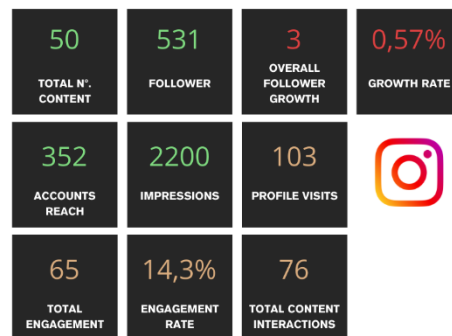 50
TOTAL N°.
CONTENT
531
FOLLOWER
3
OVERALL
FOLLOWER
GROWTH
0,57%
GROWTH RATE
352
ACCOUNTS
REACH
2200
IMPRESSIONS
103
PROFILE VISITS
65
TOTAL
ENGAGEMENT
14,3%
ENGAGEMENT
RATE
76
TOTAL CONTENT
INTERACTIONS